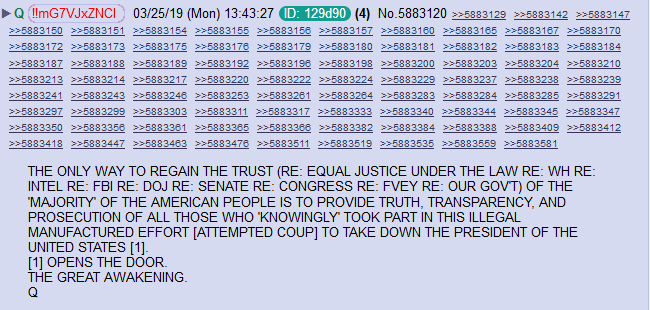 Q !!mG7VJxZNCI 03/25/19 (Mon) 13:43:27 ID: 129d90 (4) No.5883120 >>5883129 >>5883142 >>5883147
>>5883150 >>5883151 >>5883154 >>5883155 >>5883156 >>5883157 >>5883160 >>5883165 >>5883167 >>5883170
>>5883172 >>5883173 >>5883175 >>5883176 >>5883179 >>5883180 >>5883181 >>5883182 >>5883183 >>5883184
>>5883187 >>5883188 >>5883189 >>5883192 >>5883196 >>5883198 >>5883200 >>5883203 >>5883204 >>5883210
>>5883213 >>5883214 >>5883217 >>5883220 >>5883222 >>5883224 >>5883229 >>5883237 >>5883238 >>5883239
>>5883241 >>5883243 >>5883246 >>5883253 >>5883261 >>5883264 >>5883283 >>5883284 >>5883285 >>5883291
>>5883297 >>5883299 >>5883303 >>5883311 >>5883317 >>5883333 >>5883340 >>5883344 >>5883345 >>5883347
>>5883350 >>5883356 >>5883361 >>5883365 >>5883366 >>5883382 >>5883384 >>5883388 >>5883409 >>5883412
>>5883418 >>5883447 >>5883463 >>5883476 >>5883511 >>5883519 >>5883535 >>5883559 >>5883581
THE ONLY WAY TO REGAIN THE TRUST (RE: EQUAL JUSTICE UNDER THE LAW RE: WH RE:
INTEL RE: FBI RE: DOJ RE: SENATE RE: CONGRESS RE: FVEY RE: OUR GOV'T) OF THE
'MAJORITY' OF THE AMERICAN PEOPLE IS TO PROVIDE TRUTH, TRANSPARENCY, AND
PROSECUTION OF ALL THOSE WHO 'KNOWINGLY' TOOK PART IN THIS ILLEGAL
MANUFACTURED EFFORT [ATTEMPTED COUP] TO TAKE DOWN THE PRESIDENT OF THE
UNITED STATES [1].
[1] OPENS THE DOOR.
THE GREAT AWAKENING.
Q